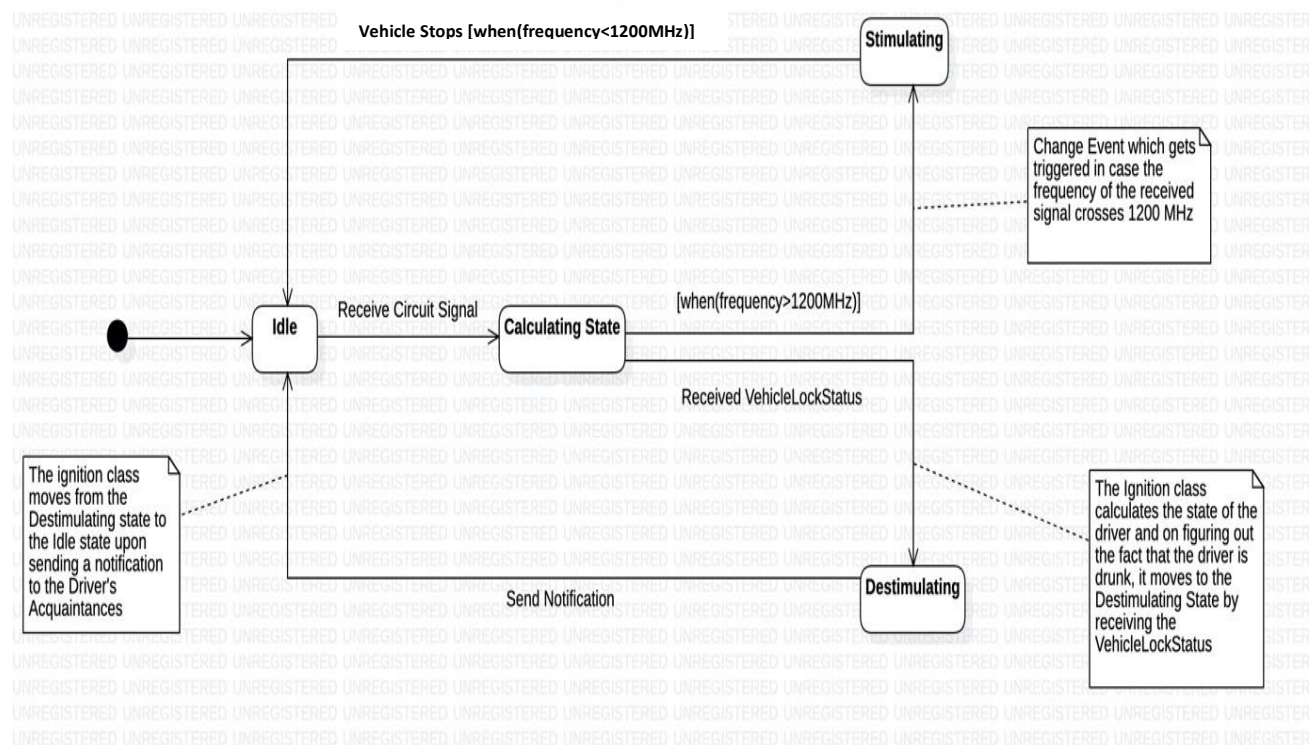 Vehicle Stops [when(frequency<1200MHz)]
Stimulating
Change Event which gets
triggered in case the
frequency of the received
signal crosses 1200 MHz
[when(frequency>1200MHz)]
Idle
Receive Circuit Signal
Calculating State
Received VehicleLockStatus
The ignition class
moves from the
Destimulating state to
the Idle state upon
sending a notification
to the Driver's
Acquaintances
The Ignition class
calculates the state of the
driver and on figuring out
the fact that the driver is
drunk, it moves to the
Destimulating State by
receiving the
VehicleLockStatus
Destimulating
Send Notification
UNREGISTERED